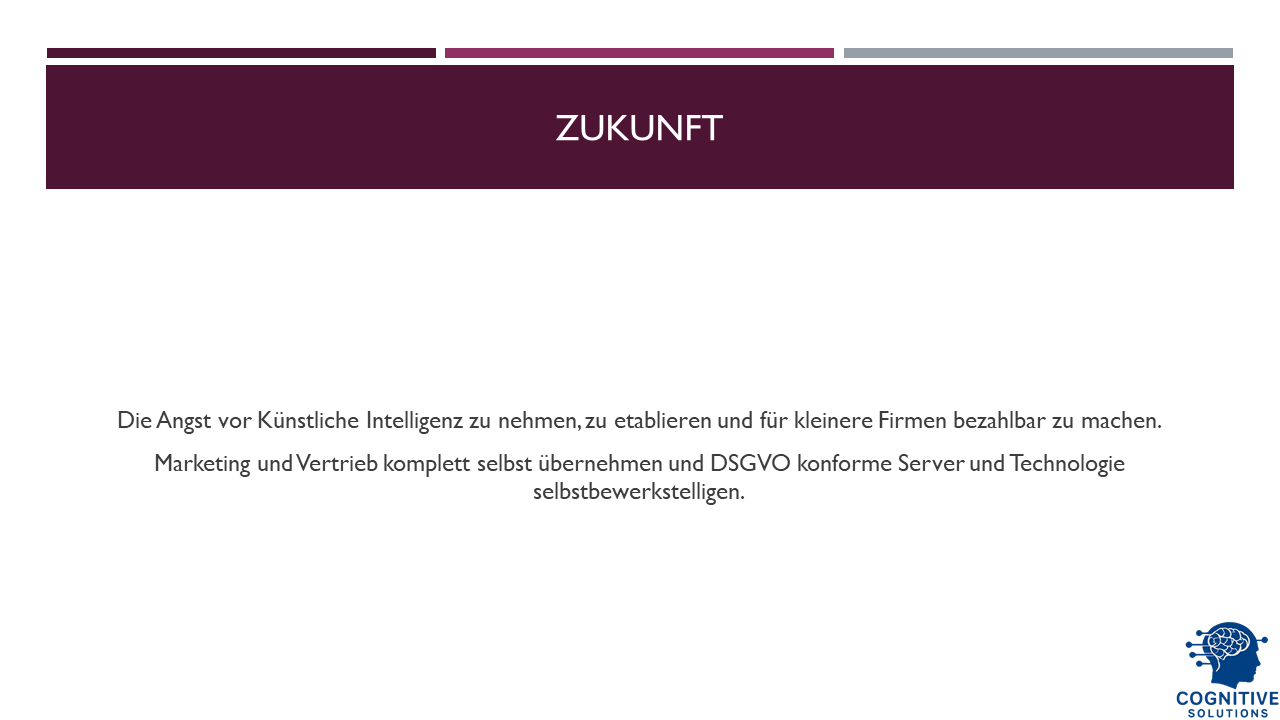 ZUKUNFT
Die Angst vor Künstliche Intelligenz zu nehmen, zu etablieren und für kleinere Firmen bezahlbar zu machen.
Marketing und Vertrieb komplett selbst übernehmen und DSGVO konforme Server und Technologie
selbstbewerkstelligen.
COGNITIVE
SOLUTIONS